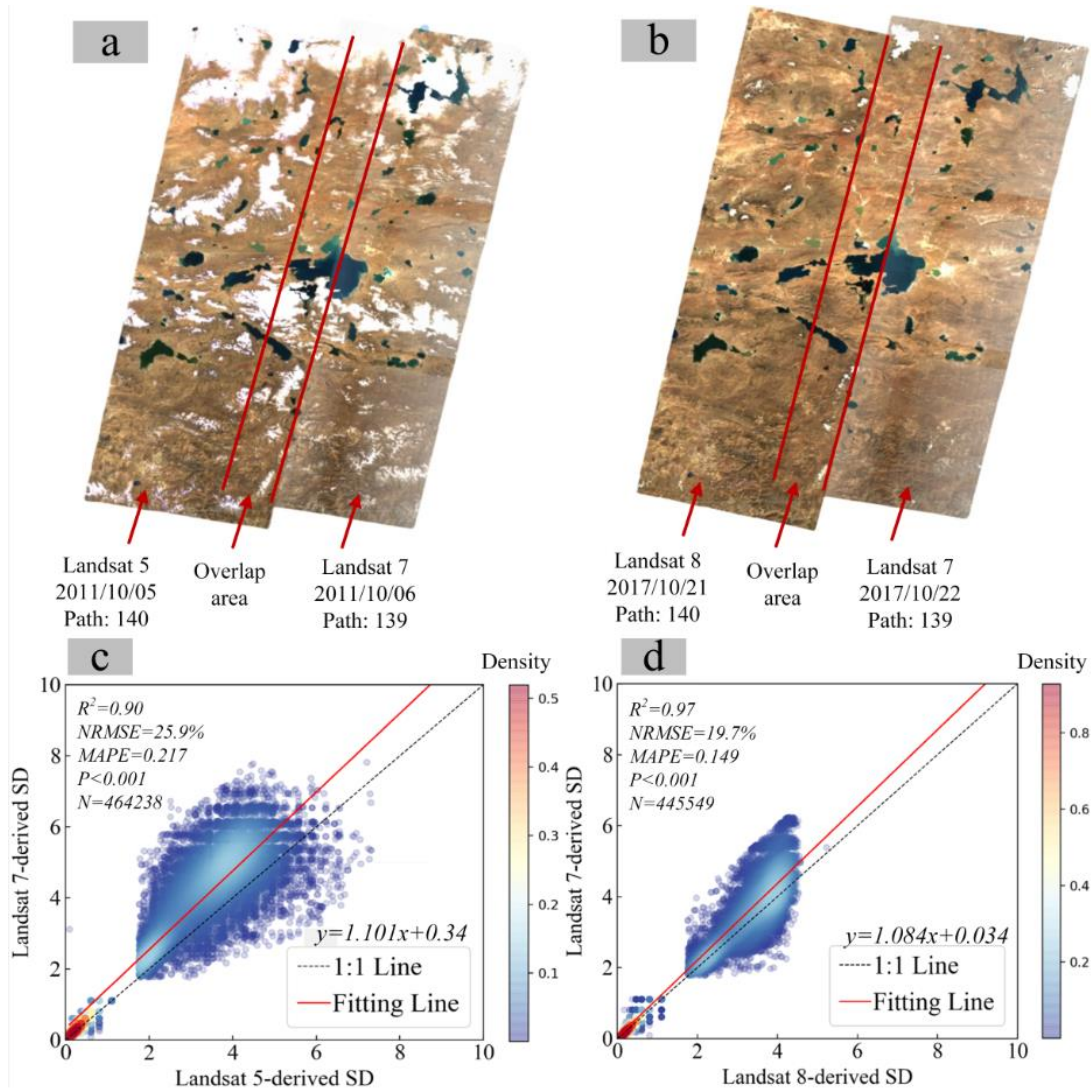 a
b
Landsat 5
2011/10/05
Path: 140
Overlap
area
Landsat 7
2011/10/06
Path: 139
Landsat 8
2017/10/21
Path: 140
Overlap
area
Landsat 7
2017/10/22
Path: 139
c
Density
10
8
6
4
2
0
R²=0.90
NRMSE=25.9%
MAPE=0.217
P<0.001
N=464238
y=1.101x+0.34
1:1 Line
Fitting Line
0 2 4 6 8 10
Landsat 5-derived SD
Landsat 7-derived SD
0.5
0.4
0.3
0.2
0.1
d
Density
10
8
6
4
2
0
R²=0.97
NRMSE=19.7%
MAPE=0.149
P<0.001
N=445549
y=1.084x+0.034
1:1 Line
Fitting Line
0 2 4 6 8 10
Landsat 8-derived SD
Landsat 7-derived SD
0.8
0.6
0.4
0.2